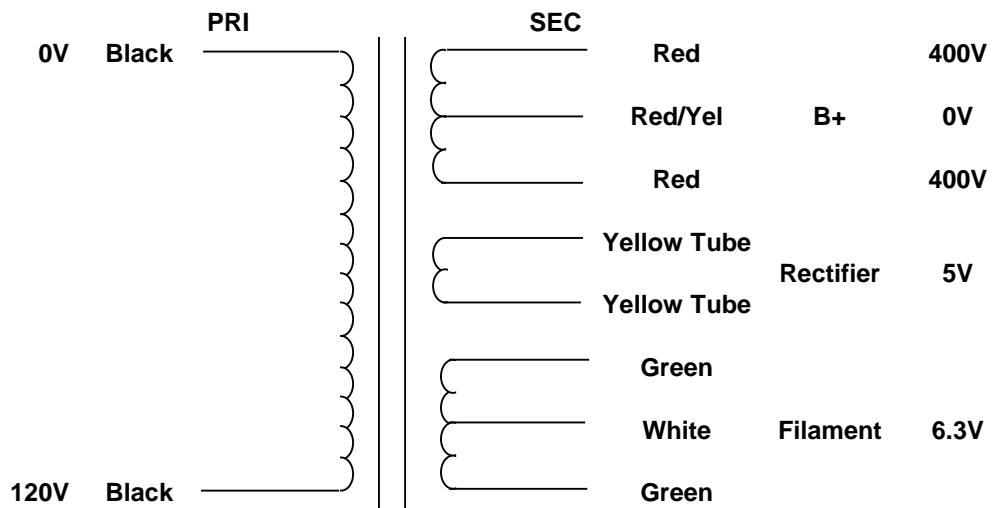 PRI SEC
0V Black Red 400V
Red/Yel B+ 0V
Red 400V
Yellow Tube
Rectifier 5V
Yellow Tube
Green
White Filament 6.3V
120V Black Green